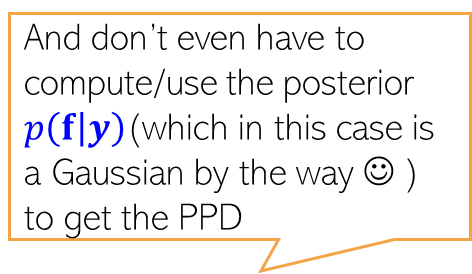 And don't even have to
compute/use the posterior
p(f|y)(which in this case is
a Gaussian by the way ☺ )
to get the PPD